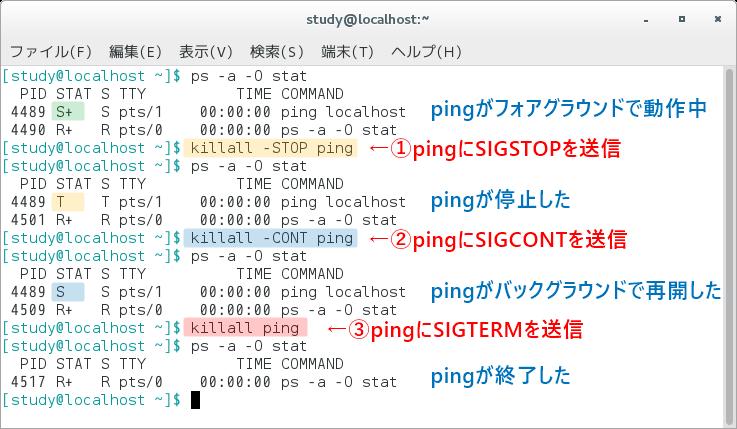 study@localhost:~
ファイル(F) 編集(E) 表示(V) 検索(S) 端末(T) ヘルプ(H)
[study@localhost ~]$ ps -a -O stat
PID STAT S TTY TIME COMMAND
4489 S+ S pts/1 00:00:00 ping localhost pingがフォアグラウンドで動作中
4490 R+ R pts/0 00:00:00 ps -a -O stat
[study@localhost ~]$ killall -STOP ping ←①pingにSIGSTOPを送信
[study@localhost ~]$ ps -a -O stat
PID STAT S TTY TIME COMMAND
4489 T T pts/1 00:00:00 ping localhost pingが停止した
4501 R+ R pts/0 00:00:00 ps -a -O stat
[study@localhost ~]$ killall -CONT ping ←②pingにSIGCONTを送信
[study@localhost ~]$ ps -a -O stat
PID STAT S TTY TIME COMMAND
4489 S S pts/1 00:00:00 ping localhost pingがバックグラウンドで再開した
4509 R+ R pts/0 00:00:00 ps -a -O stat
[study@localhost ~]$ killall ping ←③pingにSIGTERMを送信
[study@localhost ~]$ ps -a -O stat
PID STAT S TTY TIME COMMAND
4517 R+ R pts/0 00:00:00 ps -a -O stat pingが終了した
[study@localhost ~]$